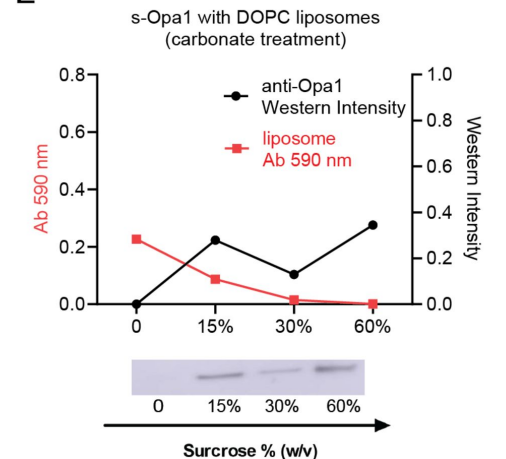 s-Opa1 with DOPC liposomes
(carbonate treatment)
anti-Opa1
Western Intensity
liposome
Ab 590 nm
Ab 590 nm
0.8
0.6
0.4
0.2
0.0
1.0
0.8
0.6
0.4
0.2
0.0
Western Intensity
0 15% 30% 60%
0 15% 30% 60%
Surcrose % (w/v)